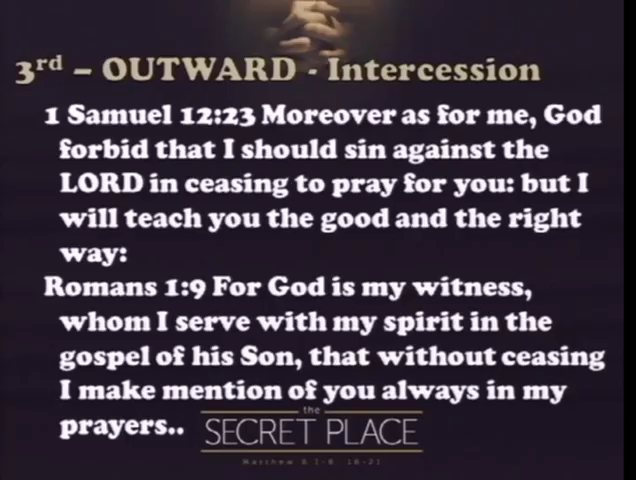 3rd – OUTWARD - Intercession
1 Samuel 12:23 Moreover as for me, God
forbid that I should sin against the
LORD in ceasing to pray for you: but I
will teach you the good and the right
way:
Romans 1:9 For God is my witness,
whom I serve with my spirit in the
gospel of his Son, that without ceasing
I make mention of you always in my
prayers..
the
SECRET PLACE
Matthew 6